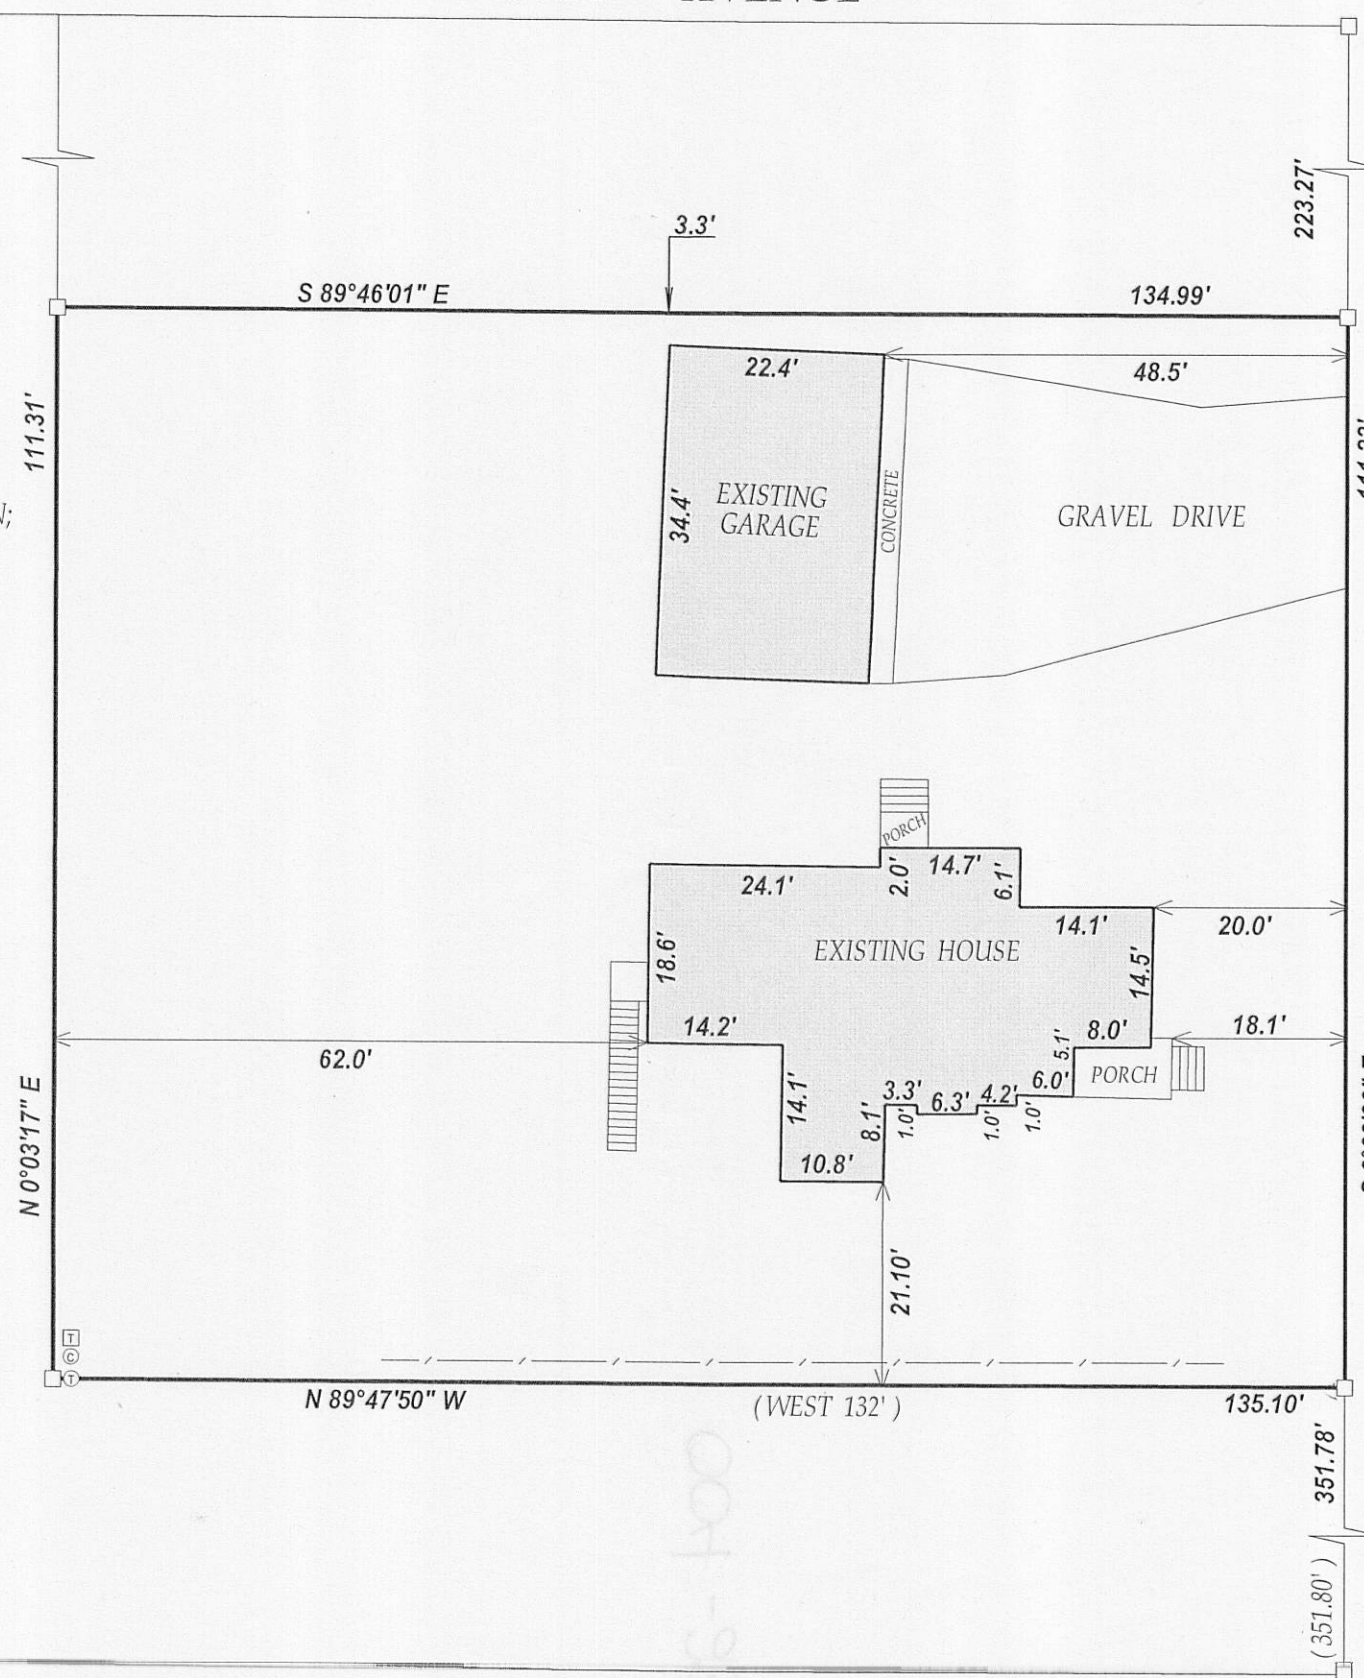 223.27'
3.3'
S 89°46'01" E
134.99'
22.4'
48.5'
111.31'
34.4'
EXISTING
GARAGE
CONCRETE
GRAVEL DRIVE
PORCH
24.1'
2.0'
14.7'
6.1'
14.1'
20.0'
EXISTING HOUSE
18.6'
14.5'
14.2'
62.0'
18.1'
8.0'
5.1'
PORCH
6.0'
3.3'
6.3'
4.2'
1.0'
1.0'
1.0'
14.1'
8.1'
10.8'
N 0°03'17" E
21.10'
T
C
T
N 89°47'50" W
(WEST 132')
135.10'
351.78'
(351.80')